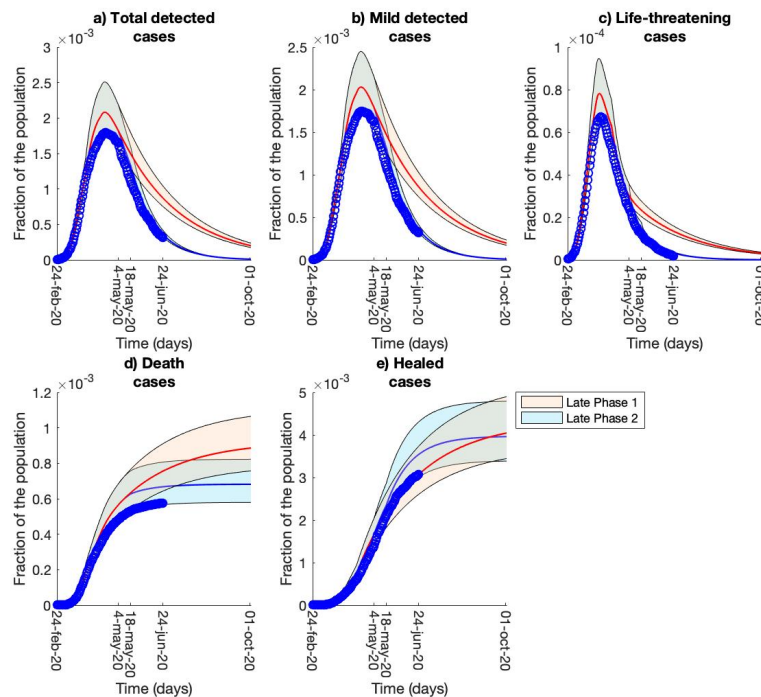 a) Total detected
cases
×10⁻³
3
2.5
2
1.5
1
0.5
0
Fraction of the population
24-feb-20
4-may-20
18-may-20
24-jun-20
01-oct-20
Time (days)
b) Mild detected
cases
×10⁻³
2.5
2
1.5
1
0.5
0
Fraction of the population
24-feb-20
4-may-20
18-may-20
24-jun-20
01-oct-20
Time (days)
c) Life-threatening
cases
×10⁻⁴
1
0.8
0.6
0.4
0.2
0
Fraction of the population
24-feb-20
4-may-20
18-may-20
24-jun-20
01-oct-20
Time (days)
d) Death
cases
×10⁻³
1.2
1
0.8
0.6
0.4
0.2
0
Fraction of the population
24-feb-20
4-may-20
18-may-20
24-jun-20
01-oct-20
Time (days)
e) Healed
cases
×10⁻³
5
4
3
2
1
0
Fraction of the population
24-feb-20
4-may-20
18-may-20
24-jun-20
01-oct-20
Time (days)
Late Phase 1
Late Phase 2